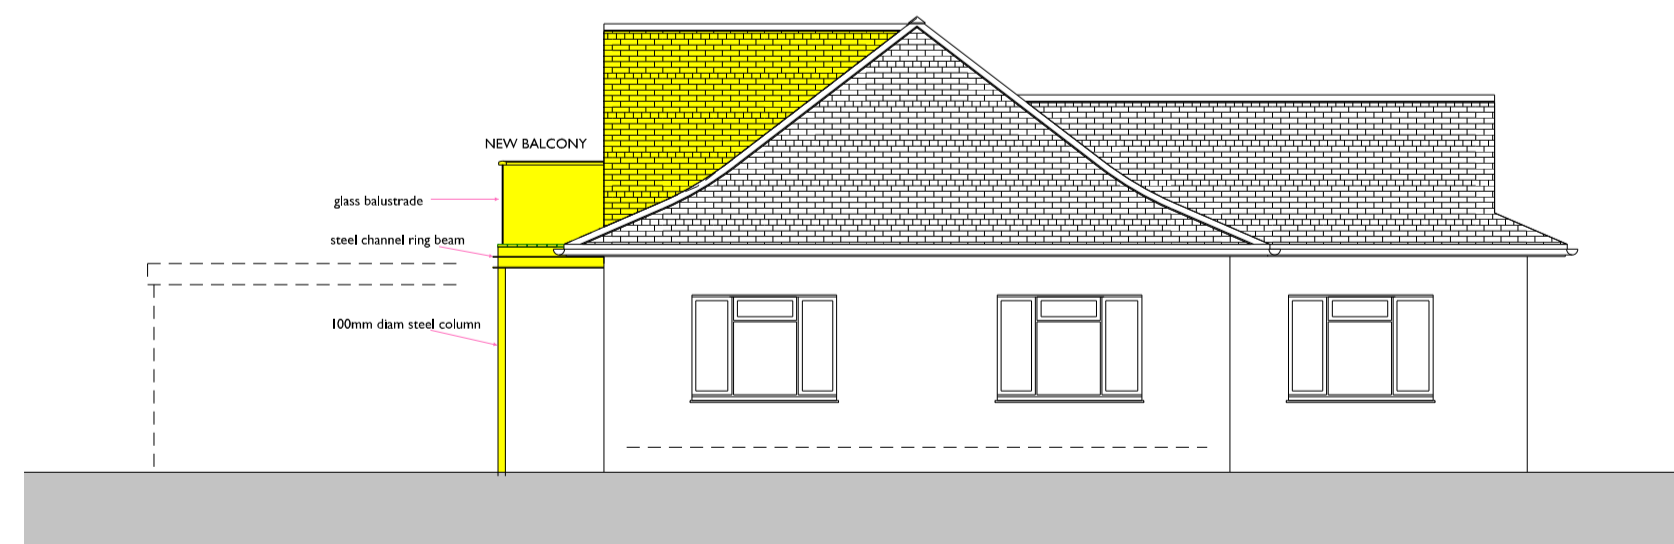 NEW BALCONY
glass balustrade
steel channel ring beam
100mm diam steel column